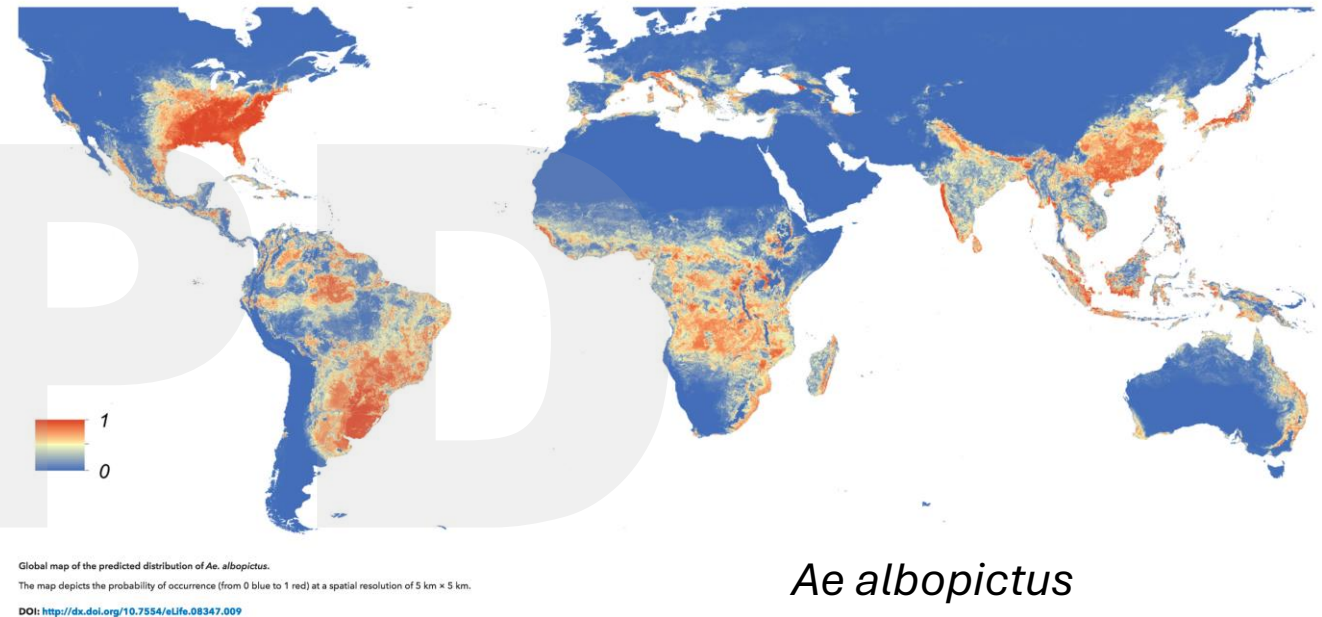 PD
1
0
Global map of the predicted distribution of Ae. albopictus.
The map depicts the probability of occurrence (from 0 blue to 1 red) at a spatial resolution of 5 km × 5 km.
DOI: http://dx.doi.org/10.7554/eLife.08347.009
Ae albopictus